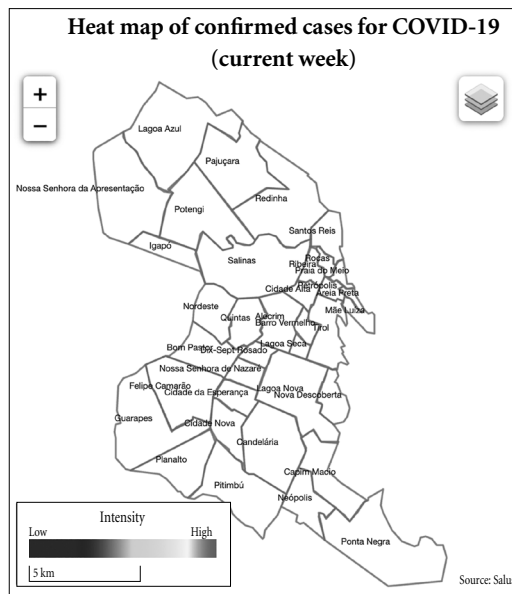 Heat map of confirmed cases for COVID-19
(current week)
+
−
Lagoa Azul
Pajuçara
Nossa Senhora da Apresentação
Redinha
Potengi
Santos Reis
Igapó
Rocas
Salinas
Ribeira
Praia do Meio
Petrópolis
Cidade Alta
Areia Preta
Nordeste
Mãe Luiza
Quintas
Alecrim
Barro Vermelho
Tirol
Lagoa Seca
Bom Pastor
Dix-Sept Rosado
Nossa Senhora de Nazaré
Felipe Camarão
Cidade da Esperança
Lagoa Nova
Nova Descoberta
Guarapes
Cidade Nova
Candelária
Planalto
Capim Macio
Pitimbú
Neópolis
Ponta Negra
Intensity
Low High
5 km
Source: Salus